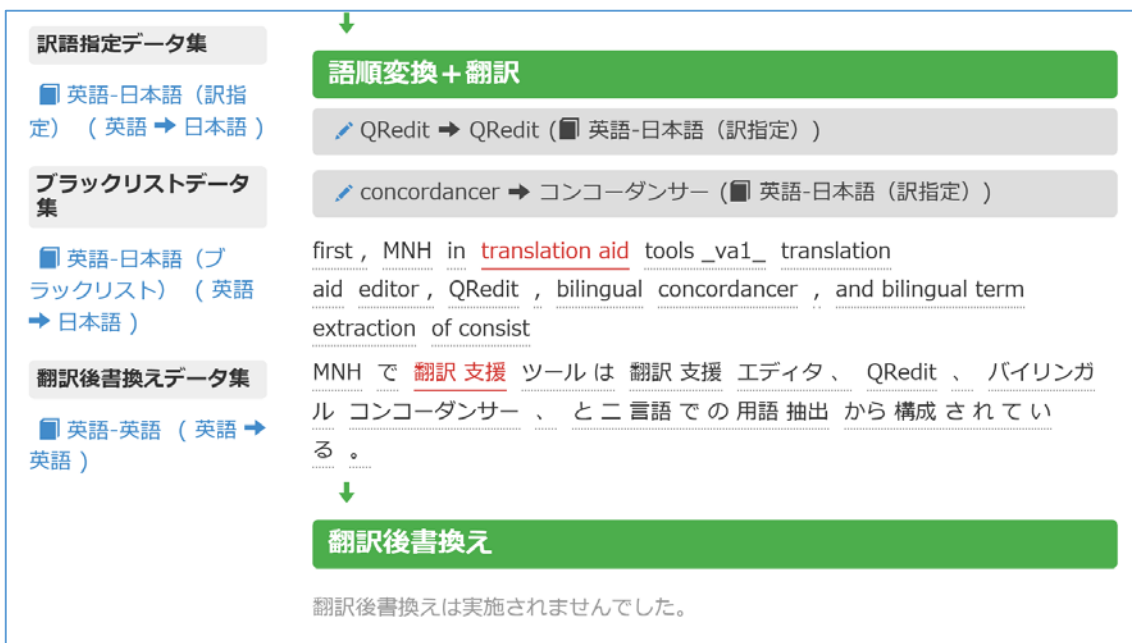 訳語指定データ集
英語-日本語（訳指
定） ( 英語 ➔ 日本語 )
ブラックリストデータ
集
英語-日本語（ブ
ラックリスト） ( 英語
➔ 日本語 )
翻訳後書換えデータ集
英語-英語 ( 英語 ➔
英語 )
語順変換＋翻訳
QRedit ➔ QRedit ( 英語-日本語（訳指定）)
concordancer ➔ コンコーダンサー ( 英語-日本語（訳指定）)
first , MNH in translation aid tools _va1_ translation
aid editor , QRedit , bilingual concordancer , and bilingual term
extraction of consist
MNH で 翻訳 支援 ツール は 翻訳 支援 エディタ 、 QRedit 、 バイリンガ
ル コンコーダンサー 、 と 二 言語 で の 用語 抽出 から 構成 さ れ て い
る 。
翻訳後書換え
翻訳後書換えは実施されませんでした。